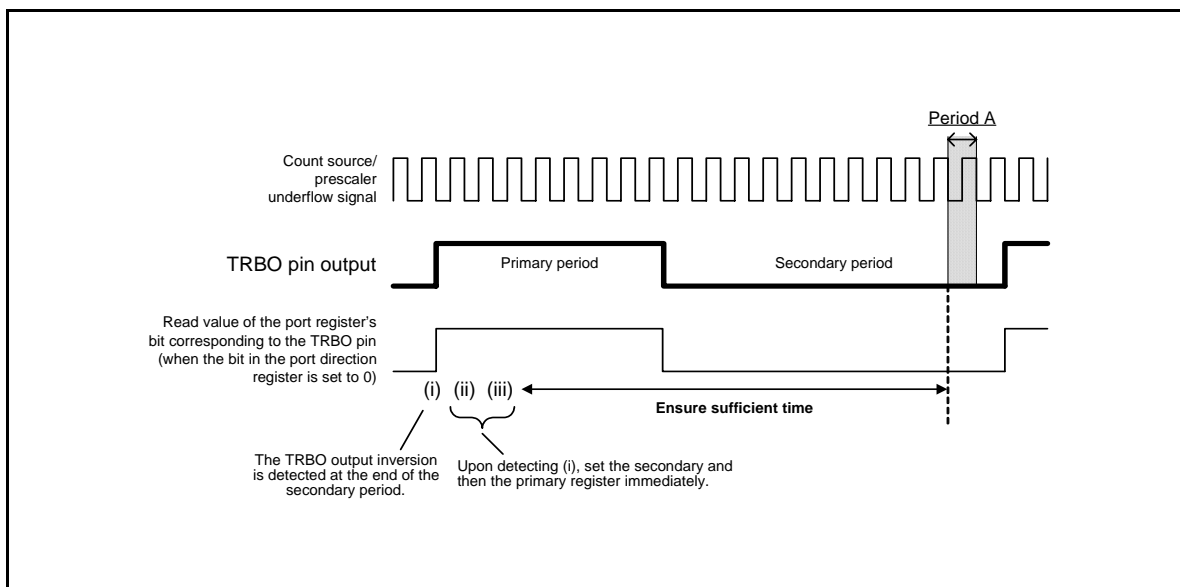 Period A
Count source/
prescaler
underflow signal
TRBO pin output
Primary period
Secondary period
Read value of the port register's
bit corresponding to the TRBO pin
(when the bit in the port direction
register is set to 0)
(i) (ii) (iii)
Ensure sufficient time
The TRBO output inversion
is detected at the end of the
secondary period.
Upon detecting (i), set the secondary and
then the primary register immediately.